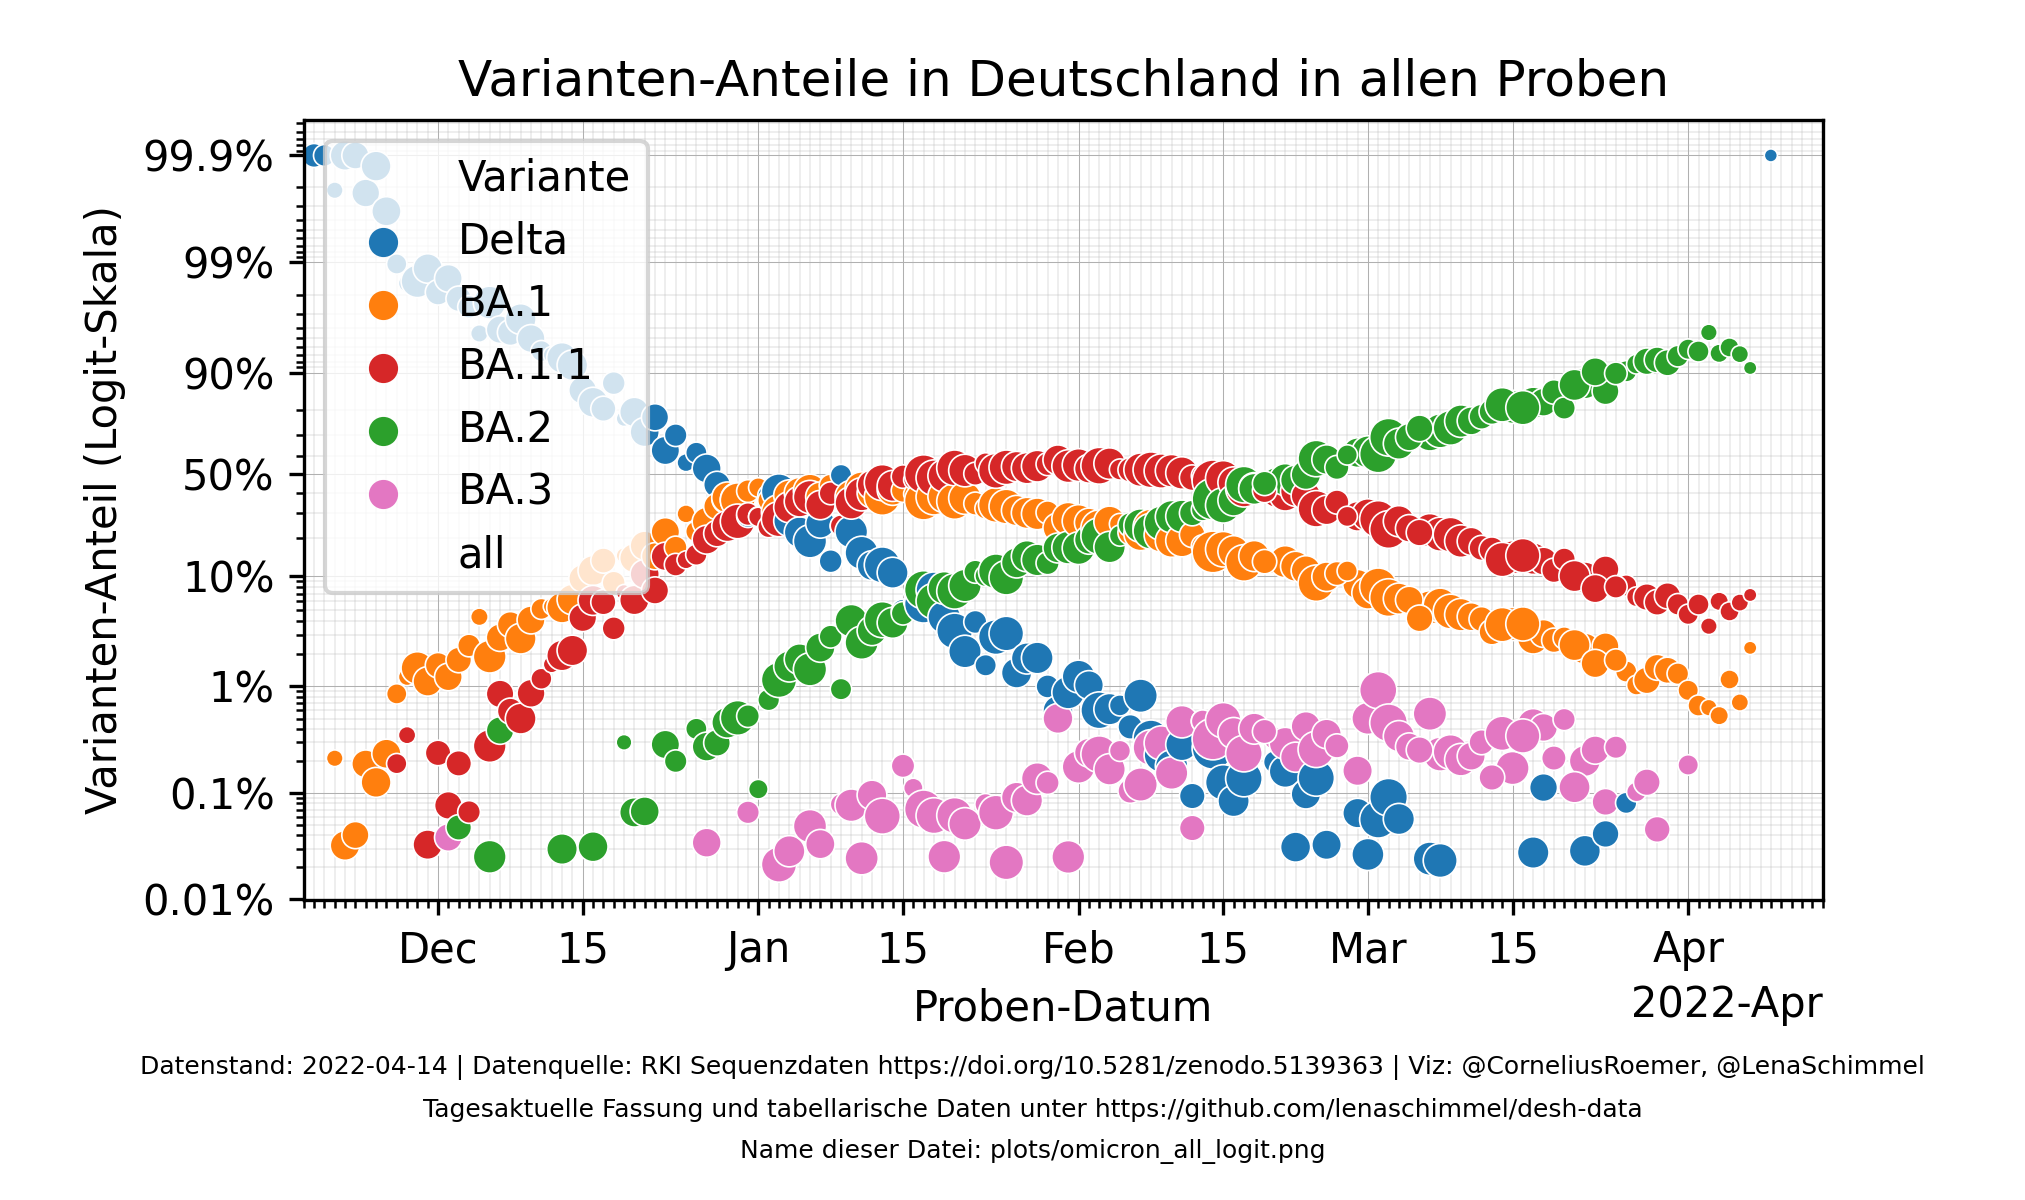 Varianten-Anteile in Deutschland in allen Proben
99.9%
99%
90%
50%
10%
1%
0.1%
0.01%
Varianten-Anteil (Logit-Skala)
Variante
Delta
BA.1
BA.1.1
BA.2
BA.3
all
Dec 15 Jan 15 Feb 15 Mar 15 Apr
Proben-Datum
2022-Apr
Datenstand: 2022-04-14 | Datenquelle: RKI Sequenzdaten https://doi.org/10.5281/zenodo.5139363 | Viz: @CorneliusRoemer, @LenaSchimmel
Tagesaktuelle Fassung und tabellarische Daten unter https://github.com/lenaschimmel/desh-data
Name dieser Datei: plots/omicron_all_logit.png